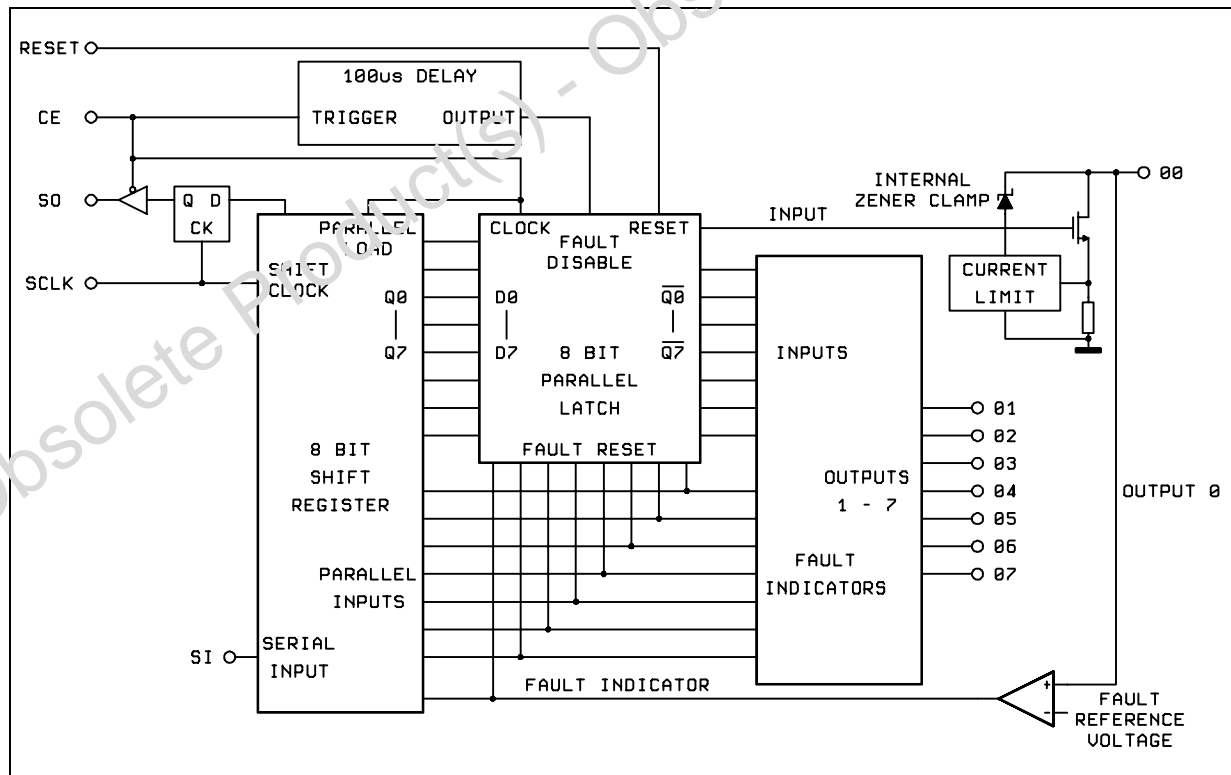 RESET
100us DELAY
CE
TRIGGER OUTPUT
SO
Q D
CK
SCLK
PARALLEL
LOAD
SHIFT
CLOCK
Q0
Q7
8 BIT
SHIFT
REGISTER
PARALLEL
INPUTS
SI
SERIAL
INPUT
CLOCK
FAULT
DISABLE
RESET
D0
D7
Q0
Q7
8 BIT
PARALLEL
LATCH
FAULT RESET
INPUT
INPUTS
OUTPUTS
1 - 7
FAULT
INDICATORS
INTERNAL
ZENER CLAMP
00
CURRENT
LIMIT
01
02
03
04
05
06
07
OUTPUT 0
FAULT INDICATOR
+
-
FAULT
REFERENCE
VOLTAGE
Obsolete Product(s) - Obs